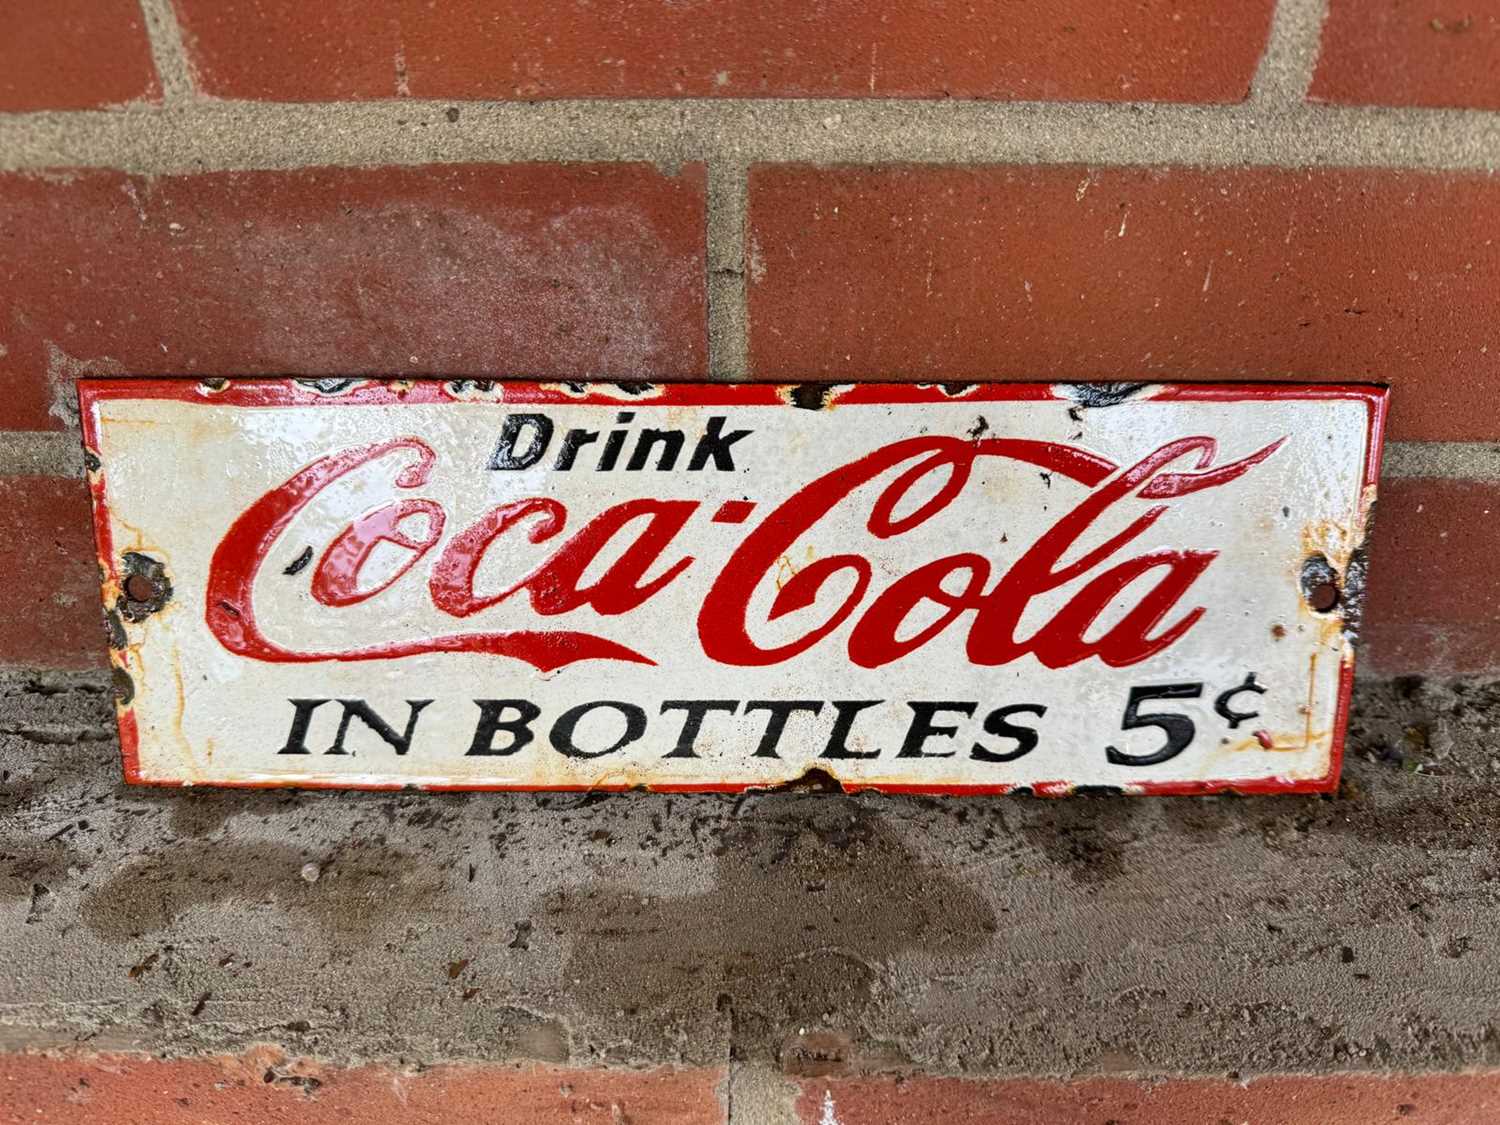 Drink
Coca-Cola
IN BOTTLES 5¢